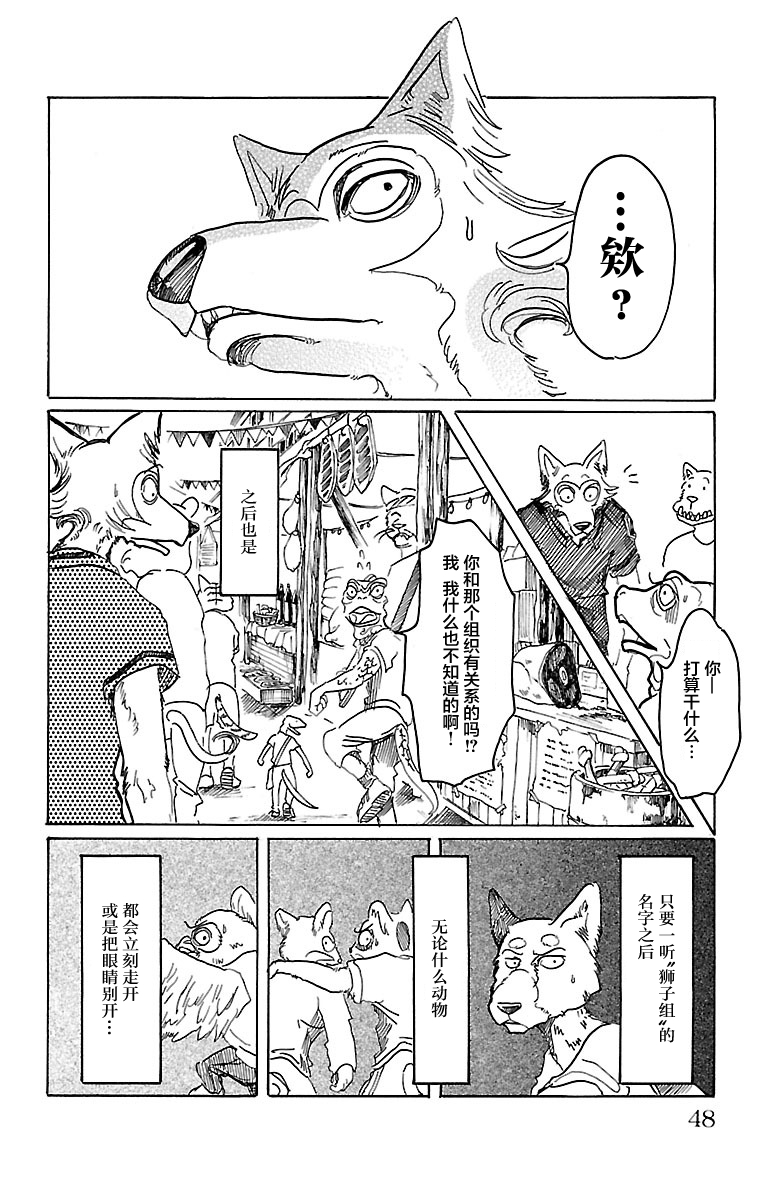 …欸?
你—
打算干什么…
你和那个组织有关系的吗!?
我 我什么也不知道的啊!
之后也是
只要一听"狮子组"的
名字之后
无论什么动物
都会立刻走开
或是把眼睛别开…
48